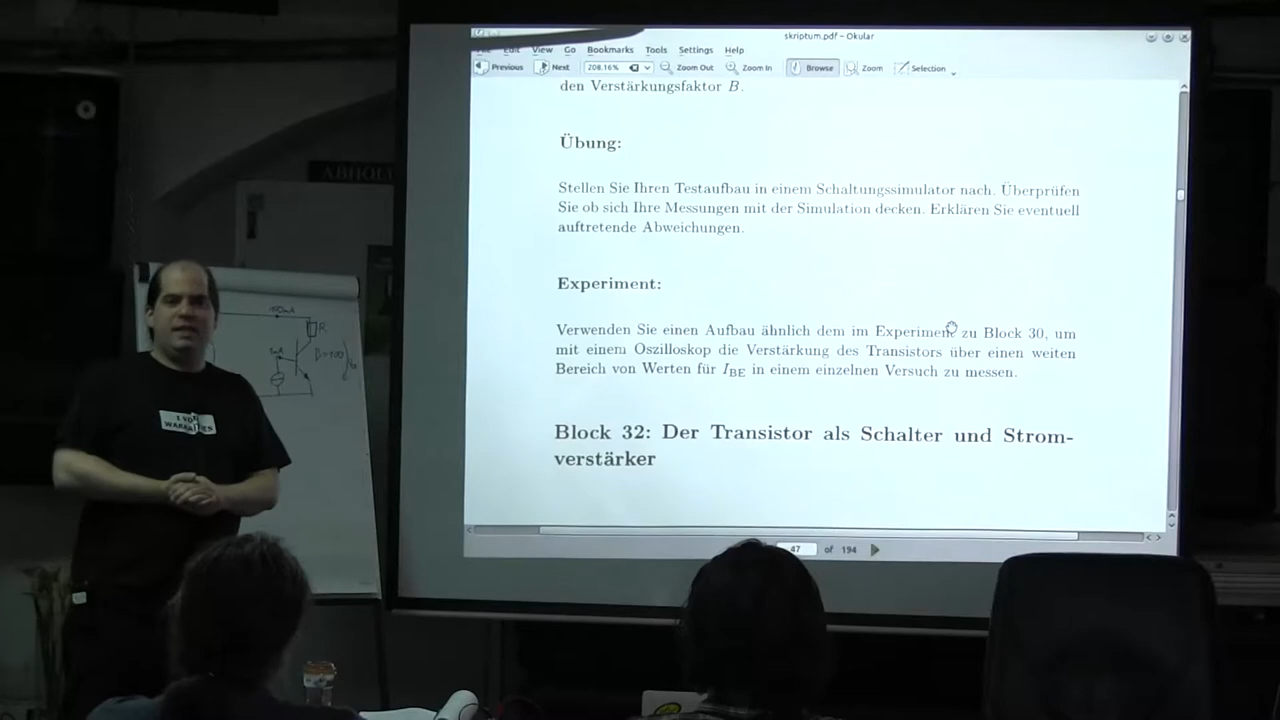 skriptum.pdf – Okular
Edit View Go Bookmarks Tools Settings Help
Previous Next 208.16% Zoom Out Zoom In Browse Zoom Selection
den Verstärkungsfaktor B.
Übung:
Stellen Sie Ihren Testaufbau in einem Schaltungssimulator nach. Überprüfen
Sie ob sich Ihre Messungen mit der Simulation decken. Erklären Sie eventuell
auftretende Abweichungen.
Experiment:
Verwenden Sie einen Aufbau ähnlich dem im Experiment zu Block 30, um
mit einem Oszilloskop die Verstärkung des Transistors über einen weiten
Bereich von Werten für IBE in einem einzelnen Versuch zu messen.
Block 32: Der Transistor als Schalter und Strom-
verstärker
47 of 194
R